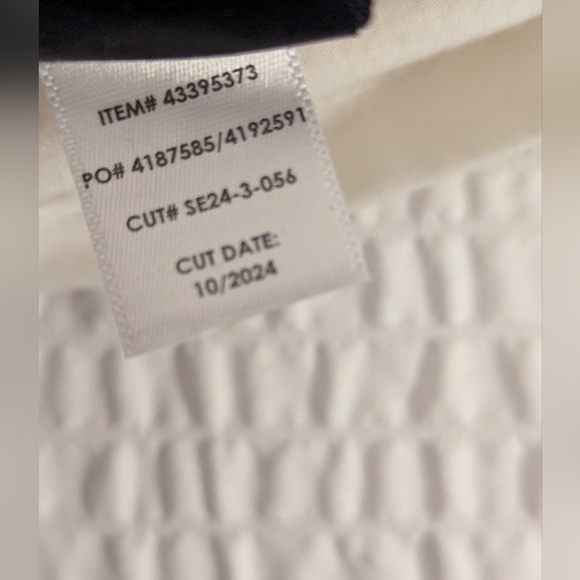 ITEM# 43395373
PO# 4187585/4192591
CUT# SE24-3-056
CUT DATE:
10/2024